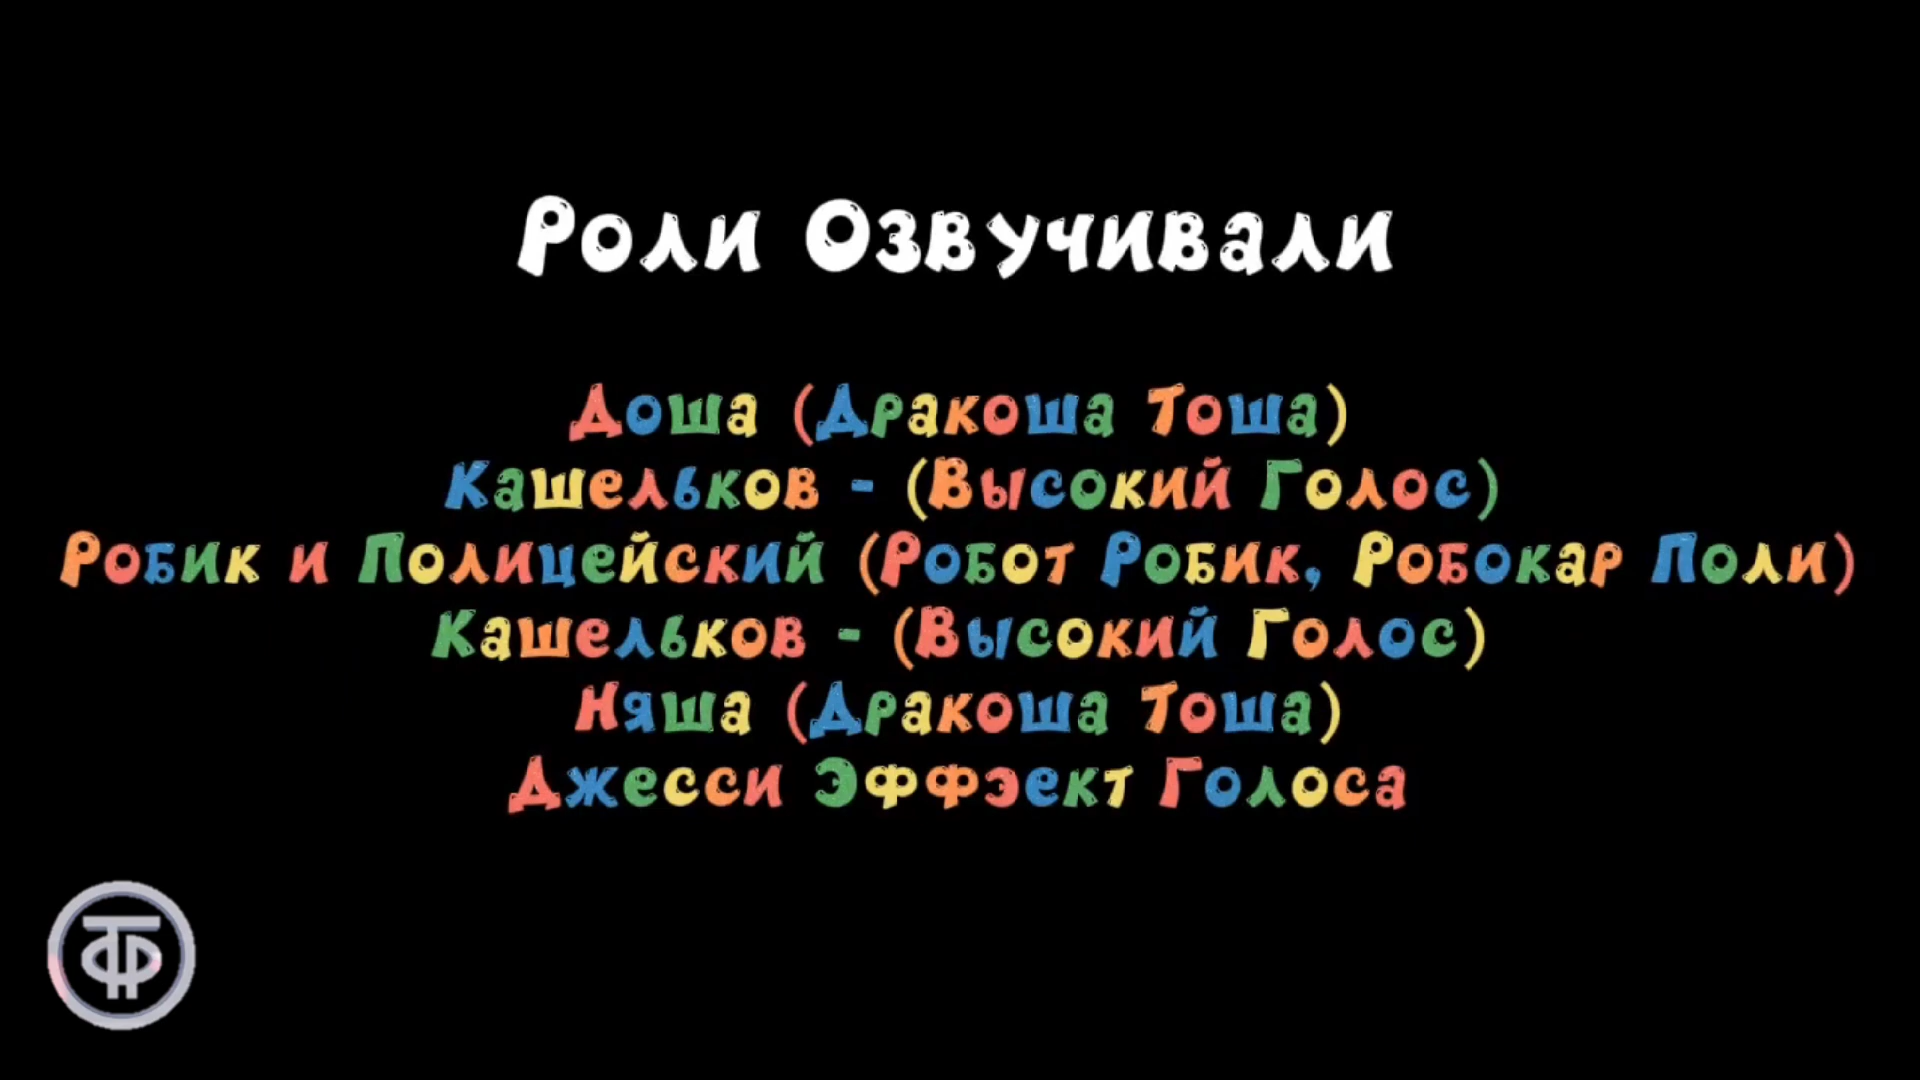 Роли Озвучивали
Доша (Дракоша Тоша)
Кашельков - (Высокий Голос)
Робик и Полицейский (Робот Робик, Робокар Поли)
Кашельков - (Высокий Голос)
Няша (Дракоша Тоша)
Джесси Эффэект Голоса